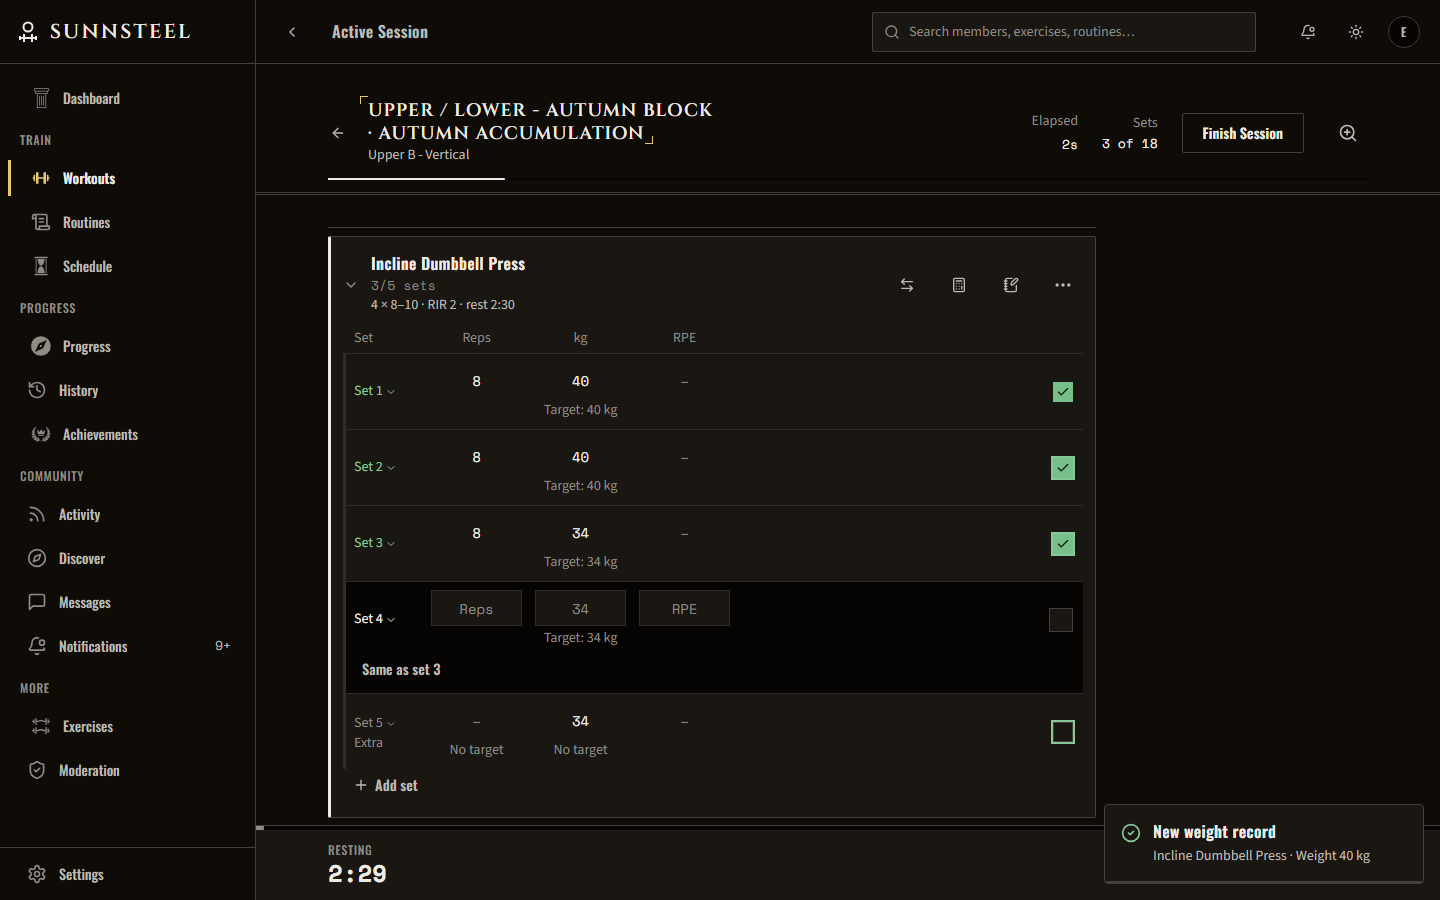 SUNNSTEEL
Active Session
Search members, exercises, routines...
E
Dashboard
TRAIN
Workouts
Routines
Schedule
PROGRESS
Progress
History
Achievements
COMMUNITY
Activity
Discover
Messages
Notifications 9+
MORE
Exercises
Moderation
Settings
UPPER / LOWER - AUTUMN BLOCK
· AUTUMN ACCUMULATION
Upper B - Vertical
Elapsed
2s
Sets
3 of 18
Finish Session
Incline Dumbbell Press
3/5 sets
4 × 8–10 · RIR 2 · rest 2:30
Set Reps kg RPE
Set 1 8 40 –
Target: 40 kg
Set 2 8 40 –
Target: 40 kg
Set 3 8 34 –
Target: 34 kg
Set 4 Reps 34 RPE
Target: 34 kg
Same as set 3
Set 5 – 34 –
Extra No target No target
+ Add set
RESTING
2:29
New weight record
Incline Dumbbell Press · Weight 40 kg